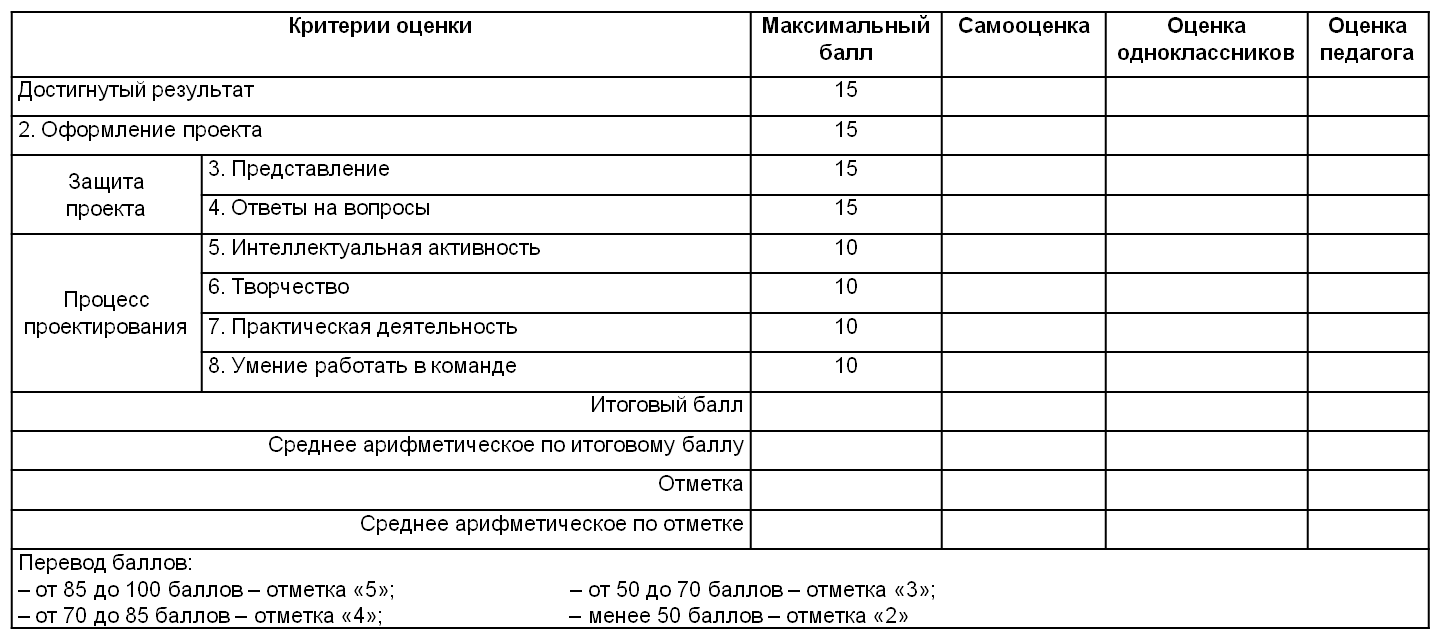 Критерии оценки Максимальный балл Самооценка Оценка одноклассников Оценка педагога
Достигнутый результат 15
2. Оформление проекта 15
Защита проекта
3. Представление 15
4. Ответы на вопросы 15
Процесс проектирования
5. Интеллектуальная активность 10
6. Творчество 10
7. Практическая деятельность 10
8. Умение работать в команде 10
Итоговый балл
Среднее арифметическое по итоговому баллу
Отметка
Среднее арифметическое по отметке
Перевод баллов:
– от 85 до 100 баллов – отметка «5»; – от 50 до 70 баллов – отметка «3»;
– от 70 до 85 баллов – отметка «4»; – менее 50 баллов – отметка «2»